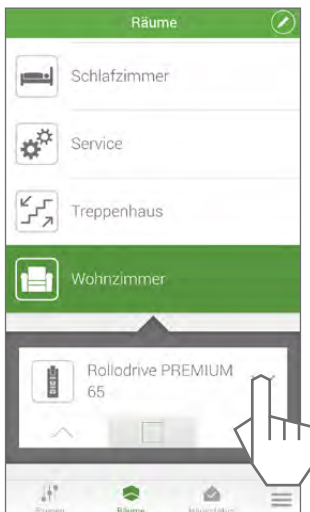 Räume
Schlafzimmer
Service
Treppenhaus
Wohnzimmer
Rollodrive PREMIUM
65
Räume